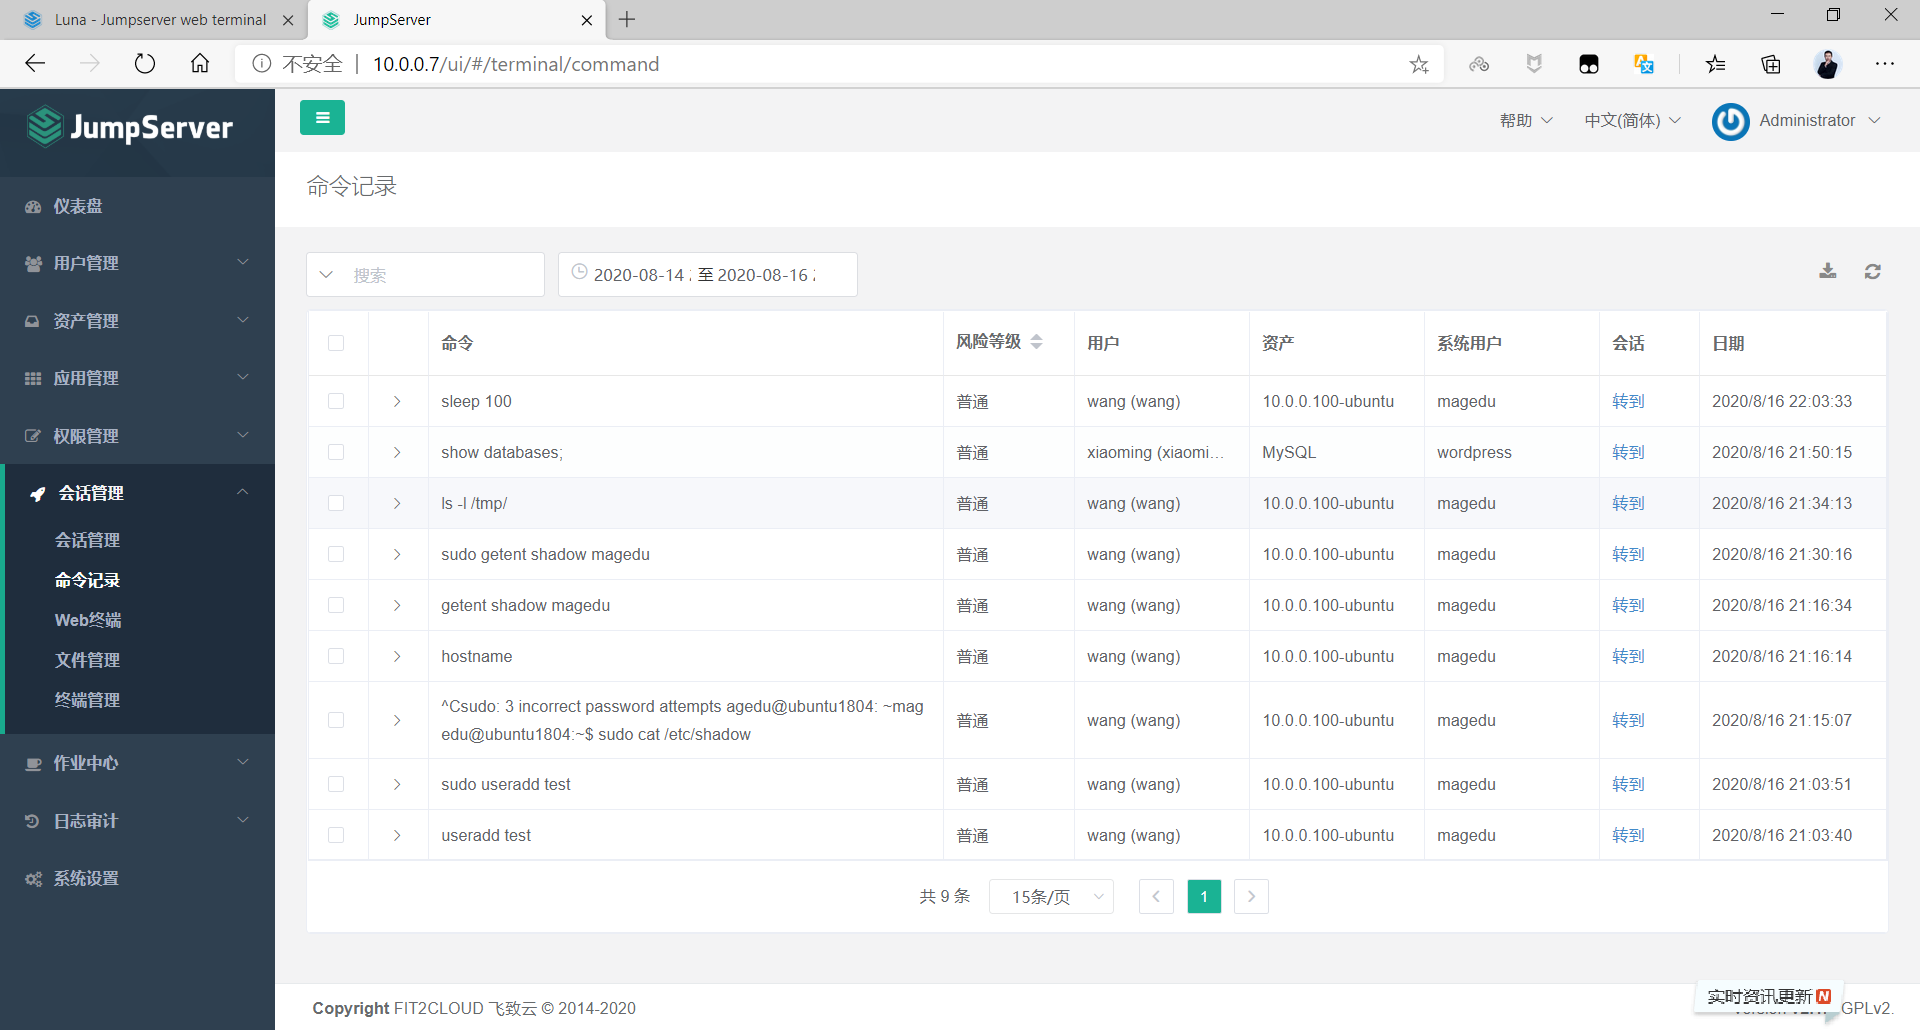 Luna - Jumpserver web terminal
JumpServer
不安全 10.0.0.7/ui/#/terminal/command
JumpServer
帮助 中文(简体) Administrator
命令记录
仪表盘
用户管理
资产管理
应用管理
权限管理
会话管理
会话管理
命令记录
Web终端
文件管理
终端管理
作业中心
日志审计
系统设置
搜索 2020-08-14 至 2020-08-16
命令 风险等级 用户 资产 系统用户 会话 日期
sleep 100 普通 wang (wang) 10.0.0.100-ubuntu magedu 转到 2020/8/16 22:03:33
show databases; 普通 xiaoming (xiaomi... MySQL wordpress 转到 2020/8/16 21:50:15
ls -l /tmp/ 普通 wang (wang) 10.0.0.100-ubuntu magedu 转到 2020/8/16 21:34:13
sudo getent shadow magedu 普通 wang (wang) 10.0.0.100-ubuntu magedu 转到 2020/8/16 21:30:16
getent shadow magedu 普通 wang (wang) 10.0.0.100-ubuntu magedu 转到 2020/8/16 21:16:34
hostname 普通 wang (wang) 10.0.0.100-ubuntu magedu 转到 2020/8/16 21:16:14
^Csudo: 3 incorrect password attempts agedu@ubuntu1804: ~mag
edu@ubuntu1804:~$ sudo cat /etc/shadow 普通 wang (wang) 10.0.0.100-ubuntu magedu 转到 2020/8/16 21:15:07
sudo useradd test 普通 wang (wang) 10.0.0.100-ubuntu magedu 转到 2020/8/16 21:03:51
useradd test 普通 wang (wang) 10.0.0.100-ubuntu magedu 转到 2020/8/16 21:03:40
共 9 条 15条/页 1
Copyright FIT2CLOUD 飞致云 © 2014-2020
实时资讯更新 N
GPLv2.